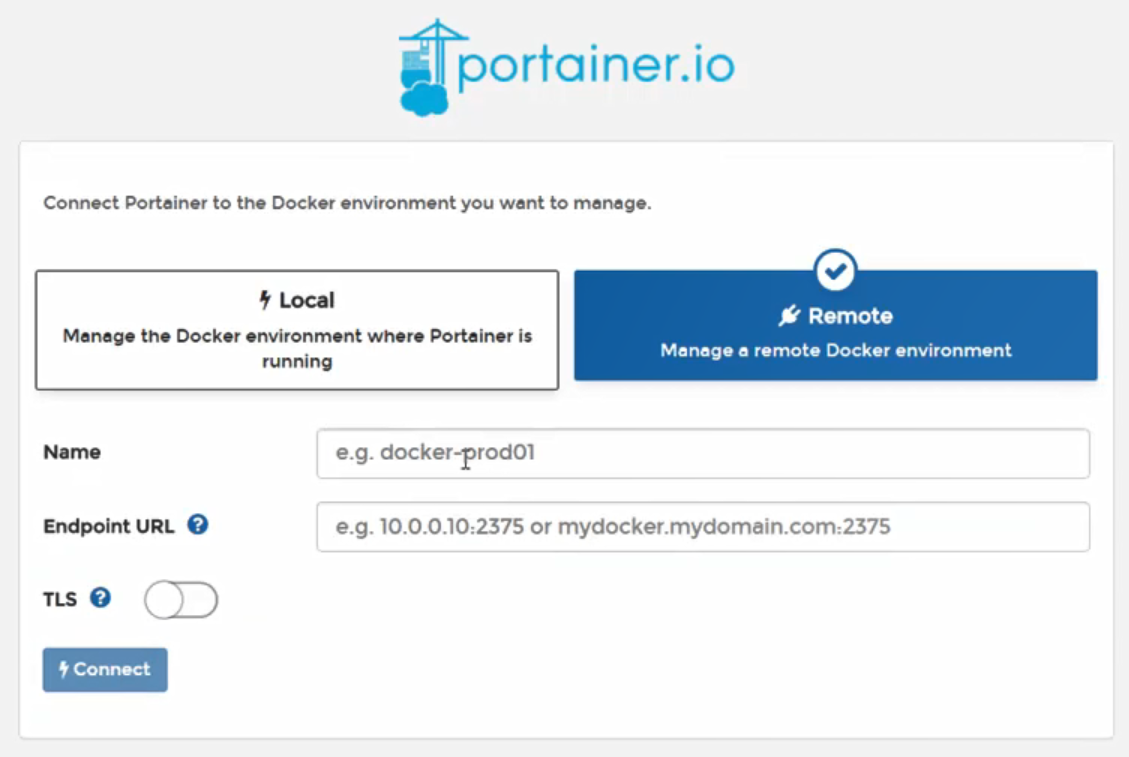 portainer.io
Connect Portainer to the Docker environment you want to manage.
Local
Manage the Docker environment where Portainer is
running
Remote
Manage a remote Docker environment
Name
e.g. docker-prod01
Endpoint URL ?
e.g. 10.0.0.10:2375 or mydocker.mydomain.com:2375
TLS ?
Connect